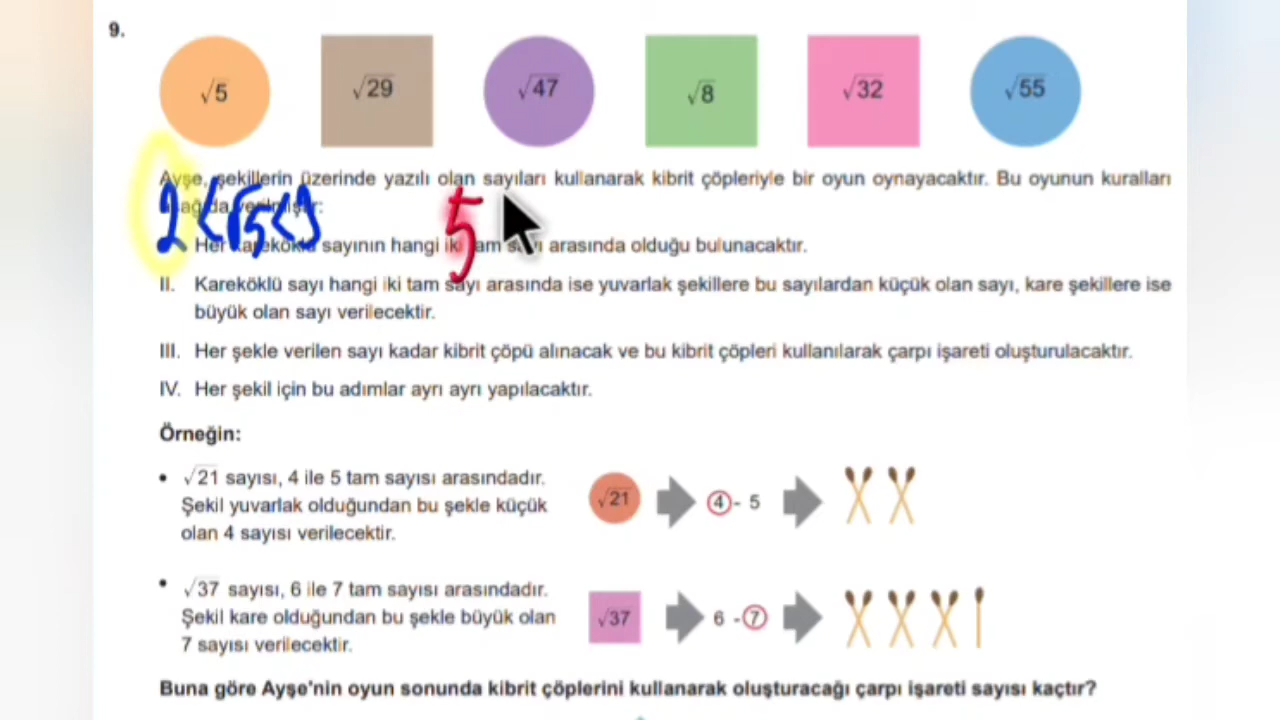 9.
√5 √29 √47 √8 √32 √55
Ayşe, şekillerin üzerinde yazılı olan sayıları kullanarak kibrit çöpleriyle bir oyun oynayacaktır. Bu oyunun kuralları
2<√5<3 5
Her kareköklü sayının hangi iki tam sayı arasında olduğu bulunacaktır.
II. Kareköklü sayı hangi iki tam sayı arasında ise yuvarlak şekillere bu sayılardan küçük olan sayı, kare şekillere ise
büyük olan sayı verilecektir.
III. Her şekle verilen sayı kadar kibrit çöpü alınacak ve bu kibrit çöpleri kullanılarak çarpı işareti oluşturulacaktır.
IV. Her şekil için bu adımlar ayrı ayrı yapılacaktır.
Örneğin:
• √21 sayısı, 4 ile 5 tam sayısı arasındadır.
Şekil yuvarlak olduğundan bu şekle küçük
olan 4 sayısı verilecektir.
√21 4 - 5
• √37 sayısı, 6 ile 7 tam sayısı arasındadır.
Şekil kare olduğundan bu şekle büyük olan
7 sayısı verilecektir.
√37 6 - 7
Buna göre Ayşe'nin oyun sonunda kibrit çöplerini kullanarak oluşturacağı çarpı işareti sayısı kaçtır?